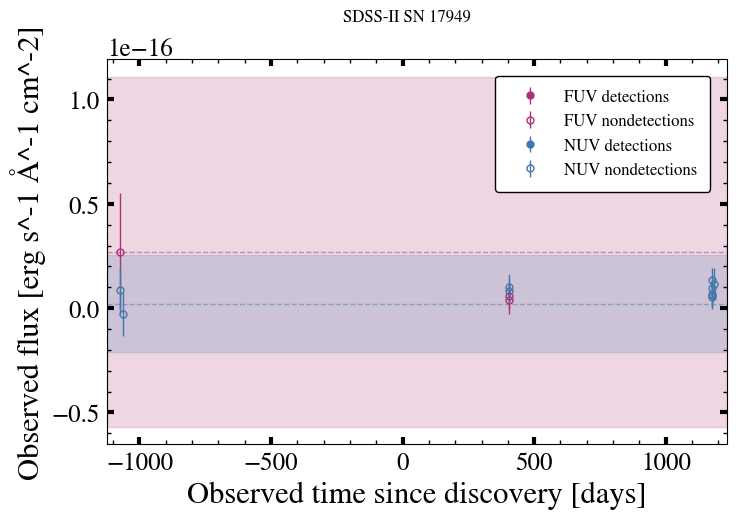 SDSS-II SN 17949
1e−16
Observed flux [erg s^-1 Å^-1 cm^-2]
1.0
0.5
0.0
−0.5
FUV detections
FUV nondetections
NUV detections
NUV nondetections
−1000 −500 0 500 1000
Observed time since discovery [days]